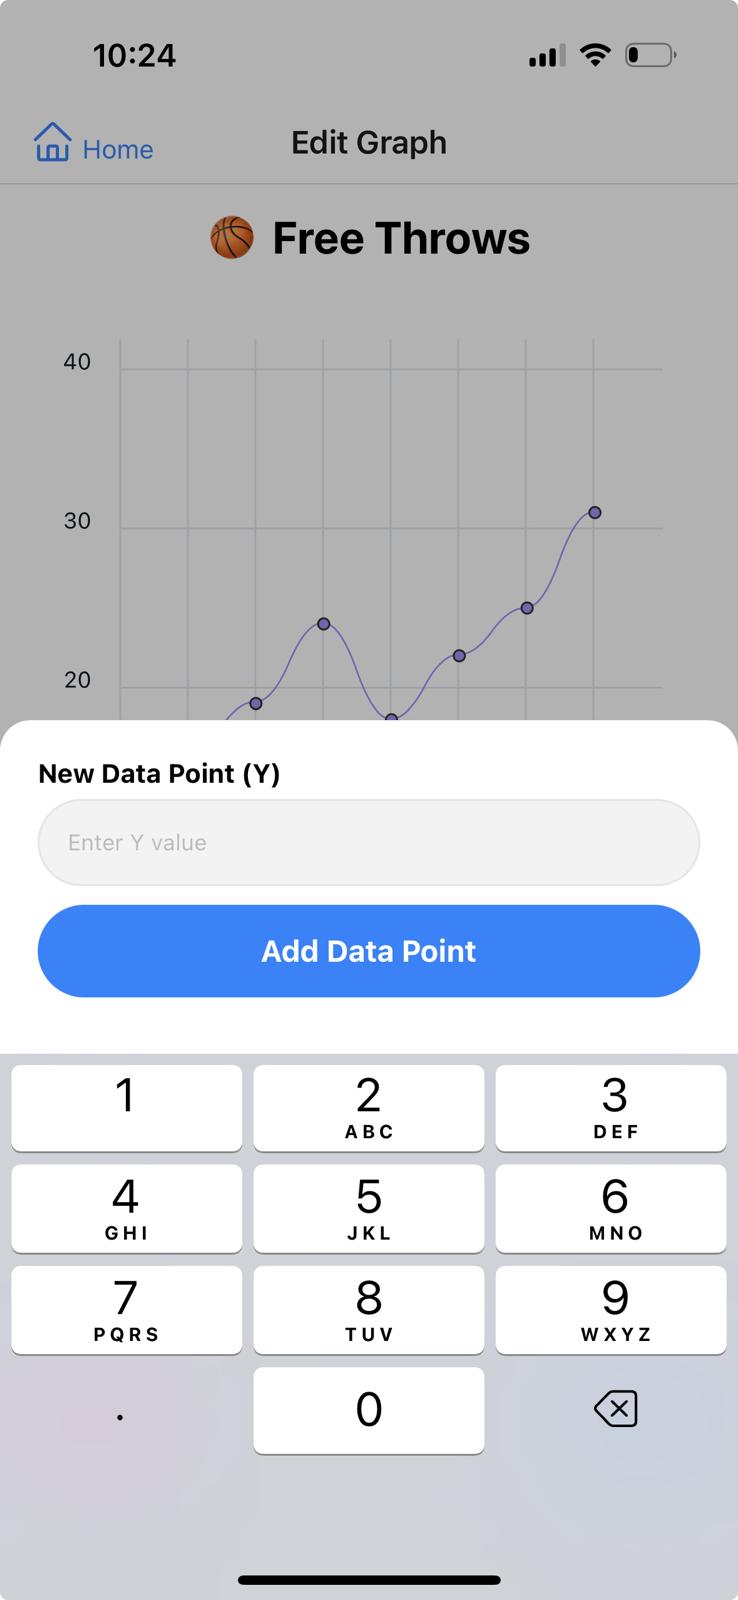 10:24
Home
Edit Graph
Free Throws
40
30
20
New Data Point (Y)
Enter Y value
Add Data Point
1
2
ABC
3
DEF
4
GHI
5
JKL
6
MNO
7
PQRS
8
TUV
9
WXYZ
.
0